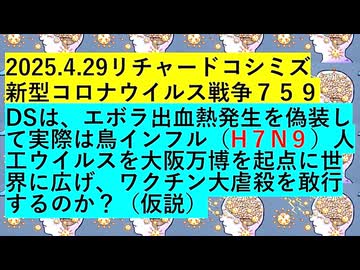 2025.4.29リチャードコシミズ
新型コロナウイルス戦争７５９
DSは、エボラ出血熱発生を偽装し
て実際は鳥インフル（H７N９）人
工ウイルスを大阪万博を起点に世
界に広げ、ワクチン大虐殺を敢行
するのか？（仮説）